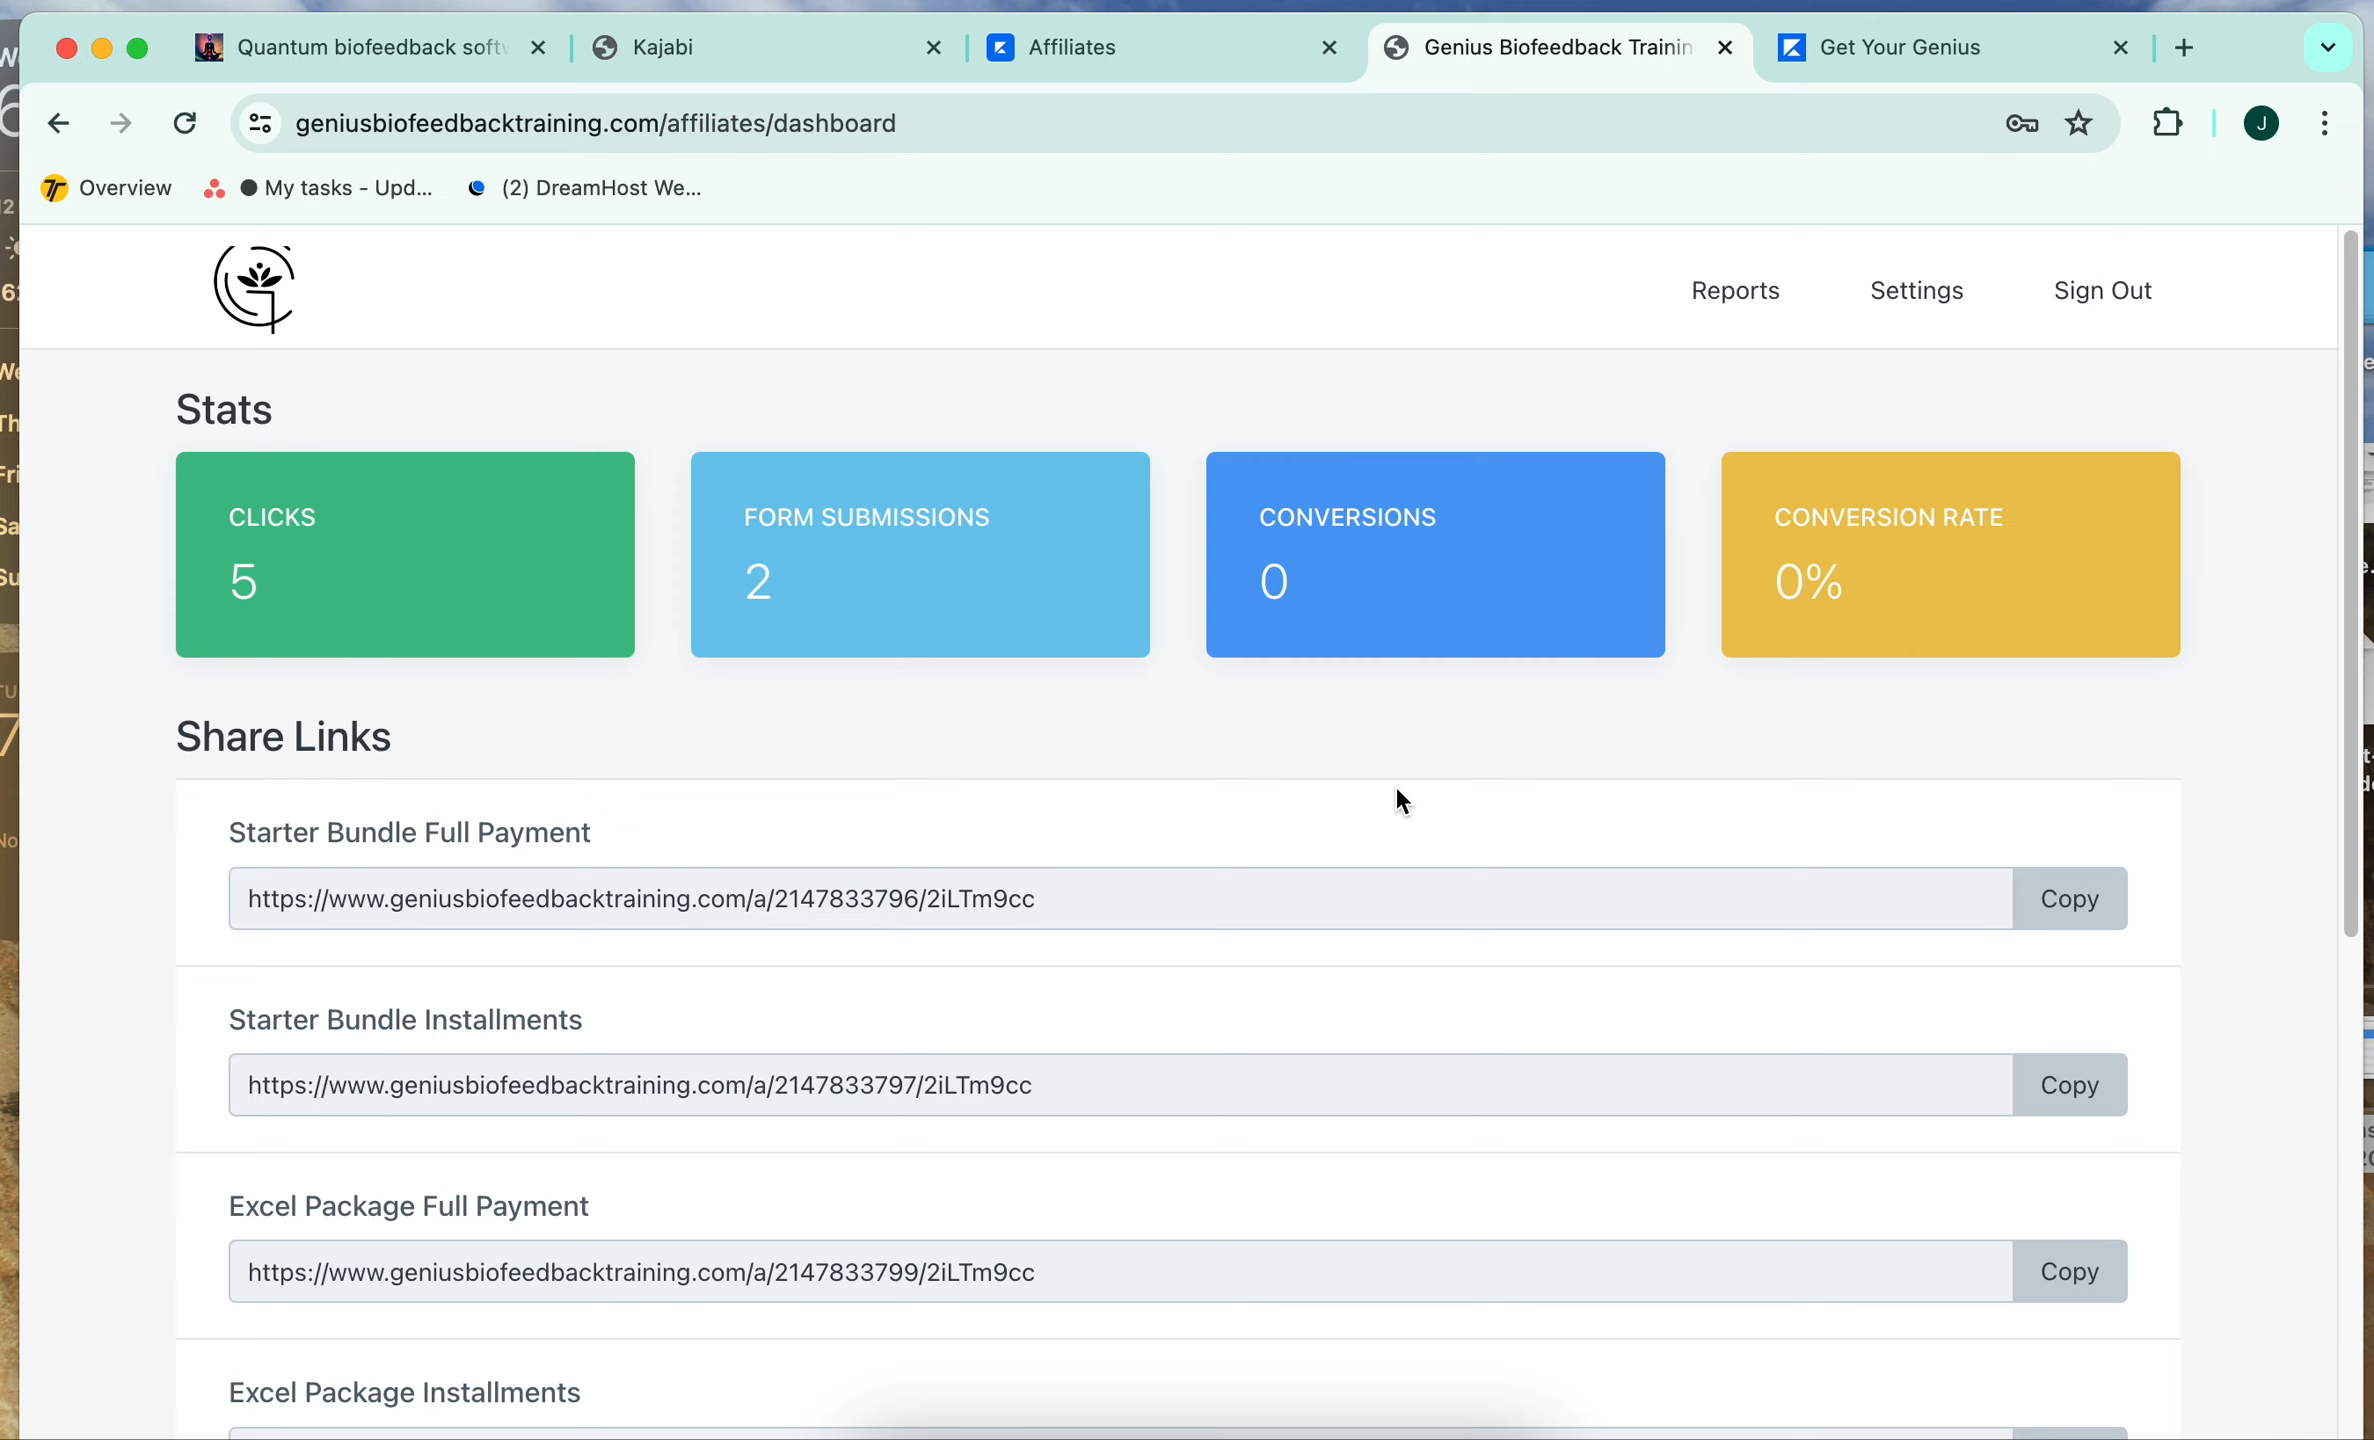 Quantum biofeedback softw
Kajabi
Affiliates
Genius Biofeedback Trainin
Get Your Genius
geniusbiofeedbacktraining.com/affiliates/dashboard
J
Overview
My tasks - Upd...
(2) DreamHost We...
Reports
Settings
Sign Out
Stats
CLICKS
5
FORM SUBMISSIONS
2
CONVERSIONS
0
CONVERSION RATE
0%
Share Links
Starter Bundle Full Payment
https://www.geniusbiofeedbacktraining.com/a/2147833796/2iLTm9cc
Copy
Starter Bundle Installments
https://www.geniusbiofeedbacktraining.com/a/2147833797/2iLTm9cc
Copy
Excel Package Full Payment
https://www.geniusbiofeedbacktraining.com/a/2147833799/2iLTm9cc
Copy
Excel Package Installments